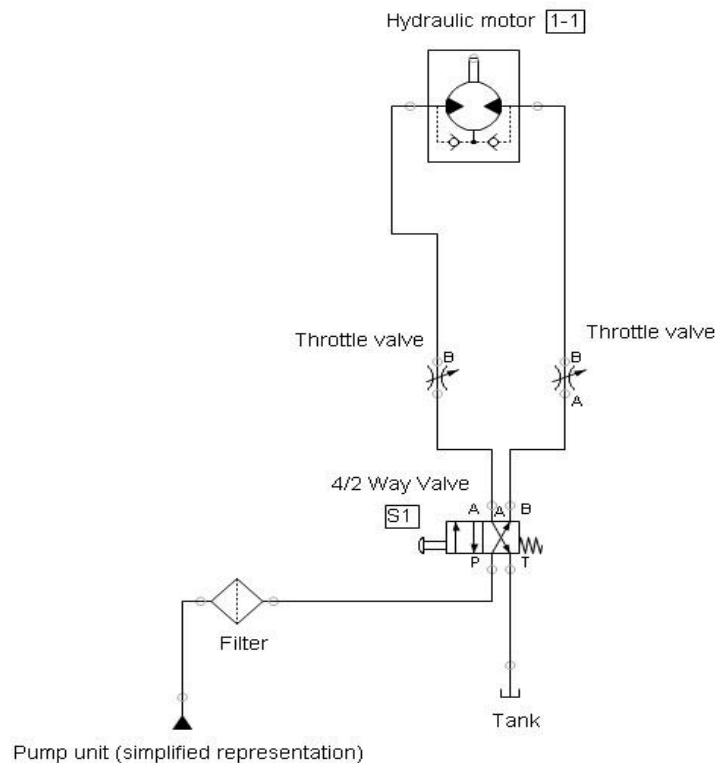 Hydraulic motor 1-1
Throttle valve
Throttle valve
B
B
A
4/2 Way Valve
A A B
S1
P T
Filter
Tank
Pump unit (simplified representation)